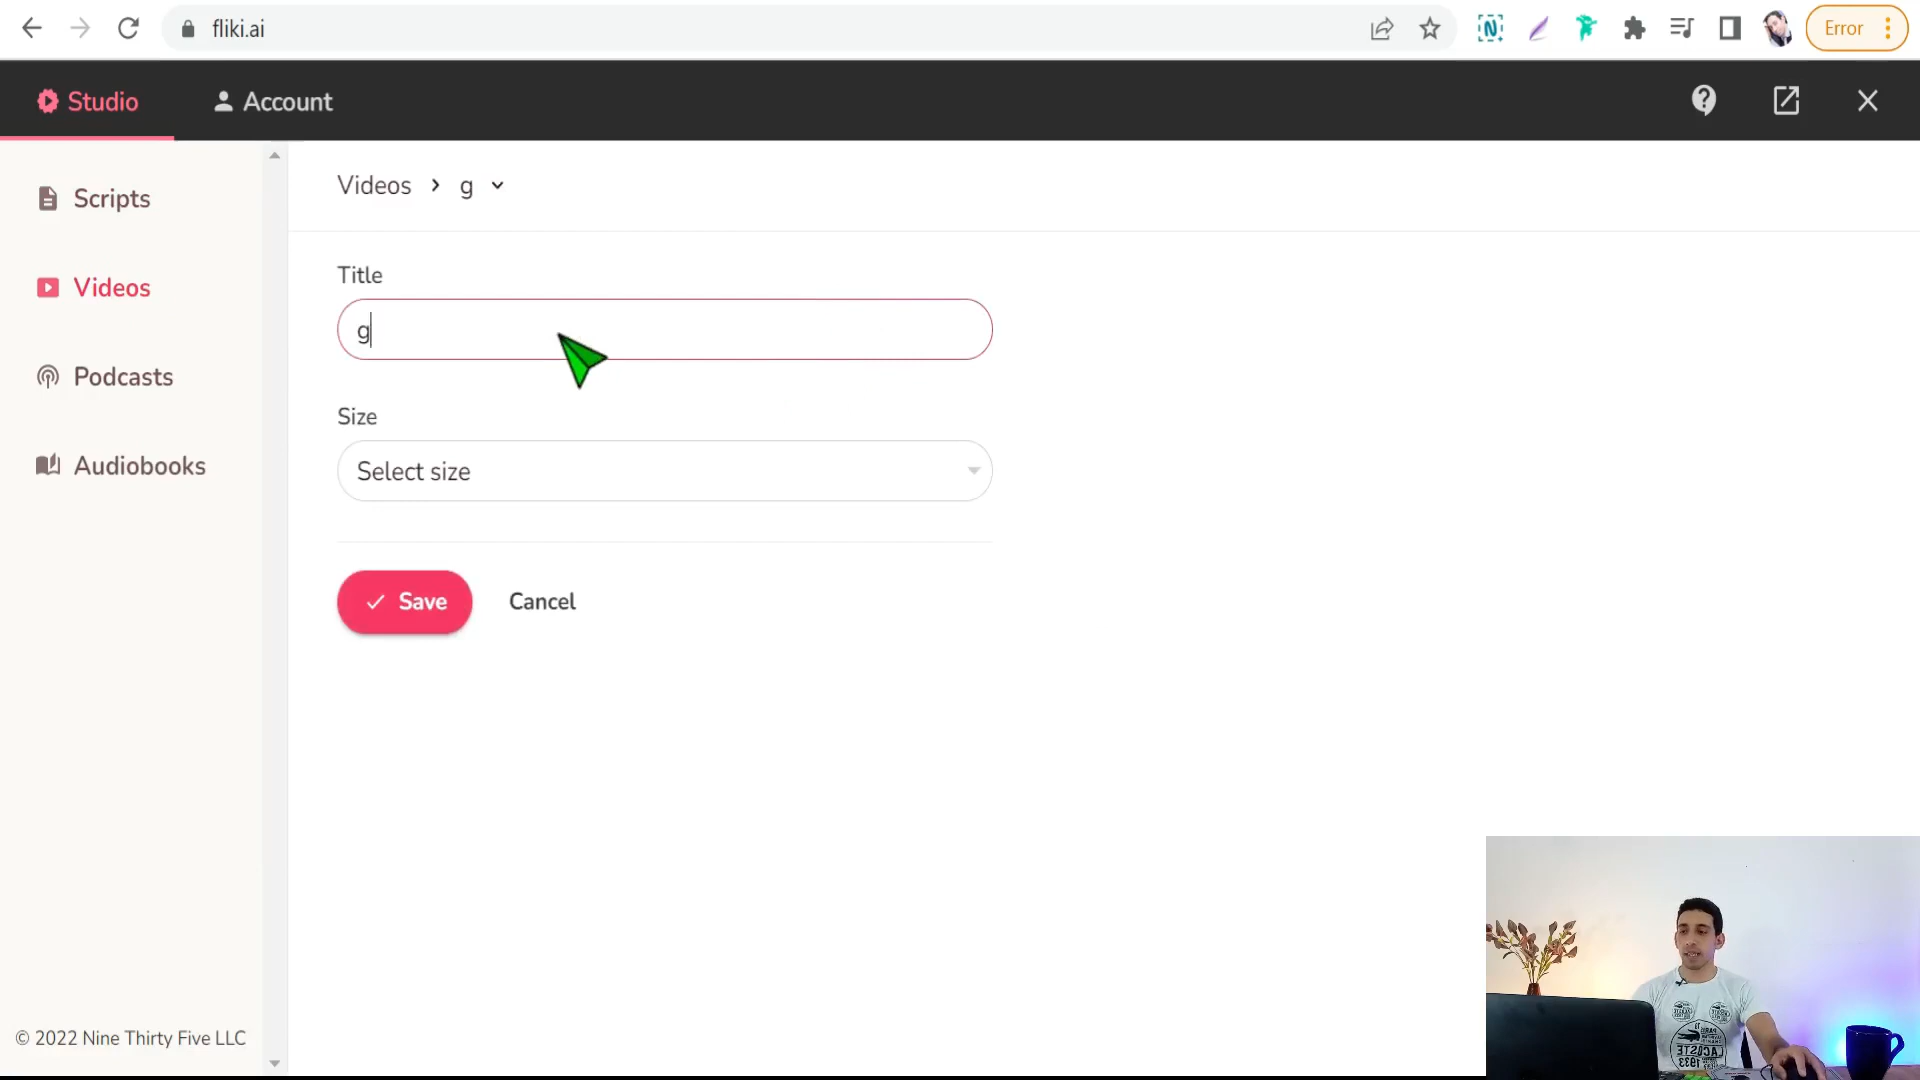 fliki.ai
Error
Studio
Account
Scripts
Videos
Podcasts
Audiobooks
Videos > g
Title
g
Size
Select size
Save
Cancel
© 2022 Nine Thirty Five LLC